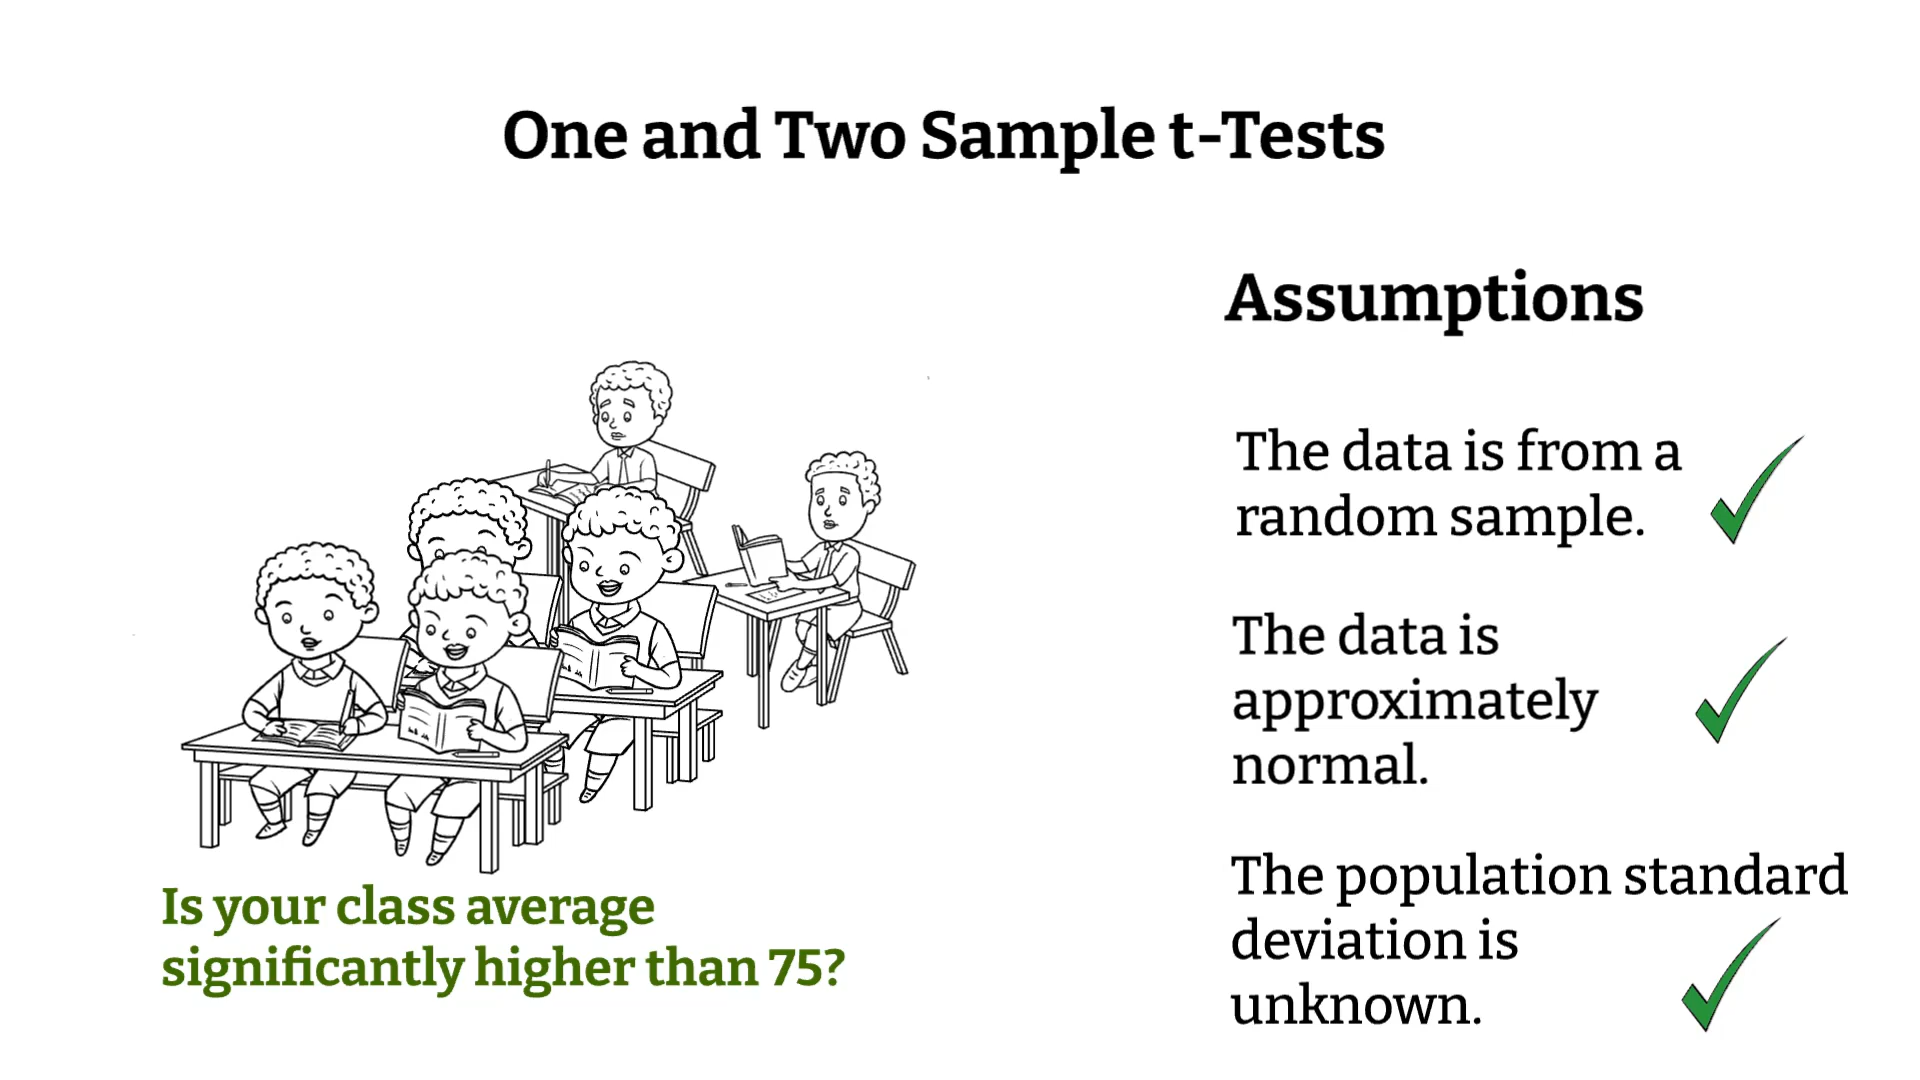 One and Two Sample t-Tests
Assumptions
The data is from a
random sample.
The data is
approximately
normal.
The population standard
deviation is
unknown.
Is your class average
significantly higher than 75?